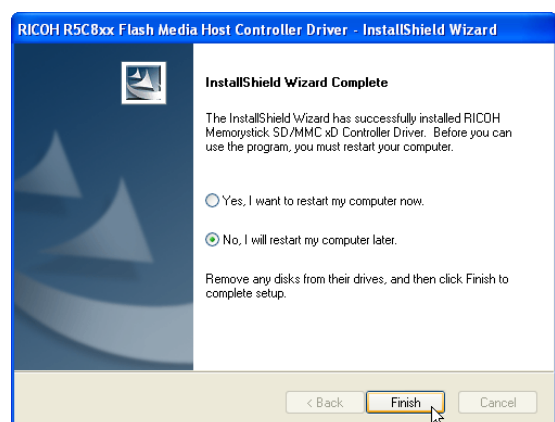 RICOH R5C8xx Flash Media Host Controller Driver - InstallShield Wizard
InstallShield Wizard Complete
The InstallShield Wizard has successfully installed RICOH
Memorystick SD/MMC xD Controller Driver. Before you can
use the program, you must restart your computer.
Yes, I want to restart my computer now.
No, I will restart my computer later.
Remove any disks from their drives, and then click Finish to
complete setup.
< Back Finish Cancel